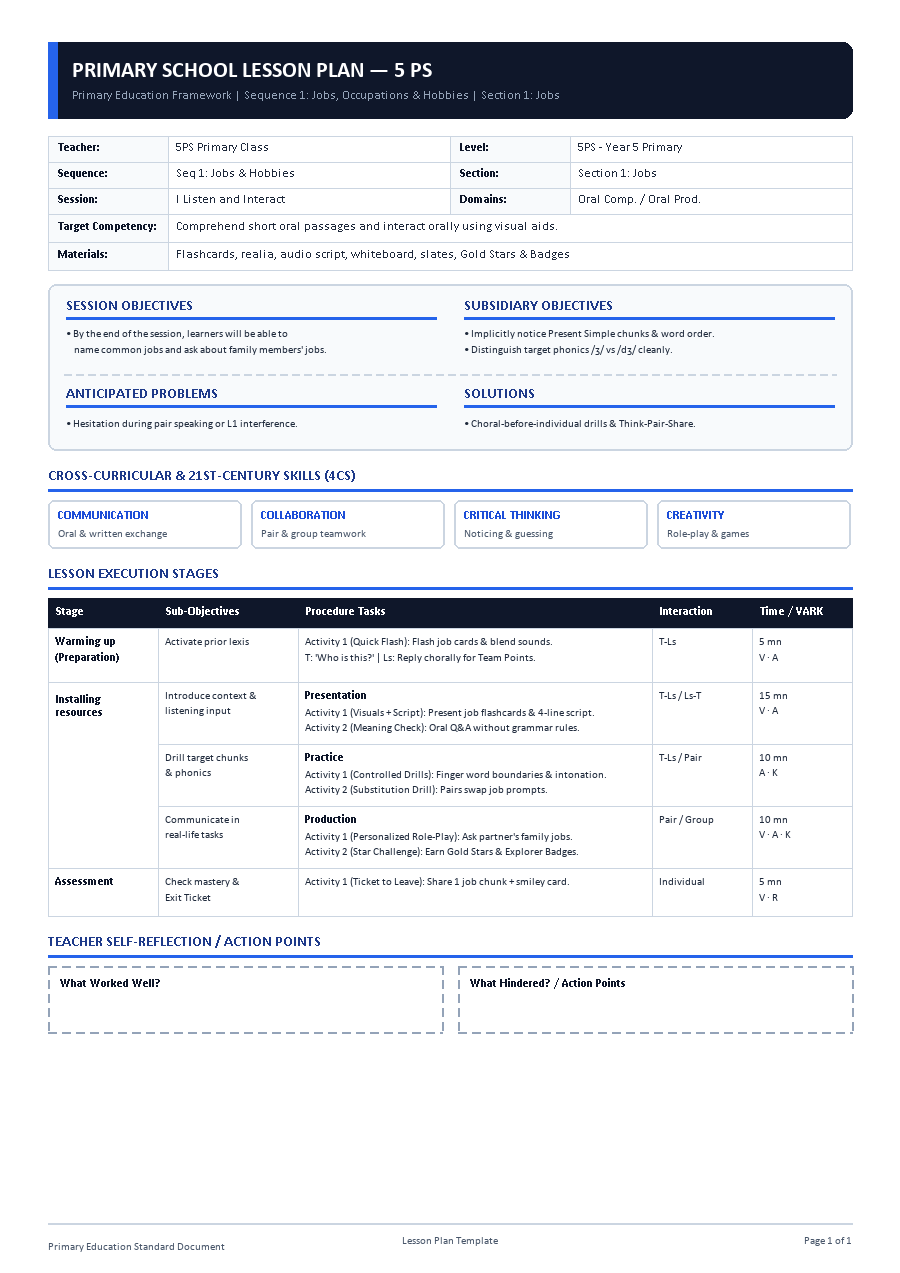 PRIMARY SCHOOL LESSON PLAN — 5 PS
Primary Education Framework | Sequence 1: Jobs, Occupations & Hobbies | Section 1: Jobs
Teacher: 5PS Primary Class Level: 5PS - Year 5 Primary
Sequence: Seq 1: Jobs & Hobbies Section: Section 1: Jobs
Session: I Listen and Interact Domains: Oral Comp. / Oral Prod.
Target Competency: Comprehend short oral passages and interact orally using visual aids.
Materials: Flashcards, realia, audio script, whiteboard, slates, Gold Stars & Badges
SESSION OBJECTIVES
• By the end of the session, learners will be able to
name common jobs and ask about family members' jobs.
SUBSIDIARY OBJECTIVES
• Implicitly notice Present Simple chunks & word order.
• Distinguish target phonics /ʒ/ vs /dʒ/ cleanly.
ANTICIPATED PROBLEMS
• Hesitation during pair speaking or L1 interference.
SOLUTIONS
• Choral-before-individual drills & Think-Pair-Share.
CROSS-CURRICULAR & 21ST-CENTURY SKILLS (4CS)
COMMUNICATION
Oral & written exchange
COLLABORATION
Pair & group teamwork
CRITICAL THINKING
Noticing & guessing
CREATIVITY
Role-play & games
LESSON EXECUTION STAGES
Stage Sub-Objectives Procedure Tasks Interaction Time / VARK
Warming up
(Preparation)
Activate prior lexis
Activity 1 (Quick Flash): Flash job cards & blend sounds.
T: 'Who is this?' | Ls: Reply chorally for Team Points.
T-Ls
5 mn
V · A
Installing
resources
Introduce context &
listening input
Presentation
Activity 1 (Visuals + Script): Present job flashcards & 4-line script.
Activity 2 (Meaning Check): Oral Q&A without grammar rules.
T-Ls / Ls-T
15 mn
V · A
Drill target chunks
& phonics
Practice
Activity 1 (Controlled Drills): Finger word boundaries & intonation.
Activity 2 (Substitution Drill): Pairs swap job prompts.
T-Ls / Pair
10 mn
A · K
Communicate in
real-life tasks
Production
Activity 1 (Personalized Role-Play): Ask partner's family jobs.
Activity 2 (Star Challenge): Earn Gold Stars & Explorer Badges.
Pair / Group
10 mn
V · A · K
Assessment
Check mastery &
Exit Ticket
Activity 1 (Ticket to Leave): Share 1 job chunk + smiley card.
Individual
5 mn
V · R
TEACHER SELF-REFLECTION / ACTION POINTS
What Worked Well?
What Hindered? / Action Points
Primary Education Standard Document
Lesson Plan Template
Page 1 of 1